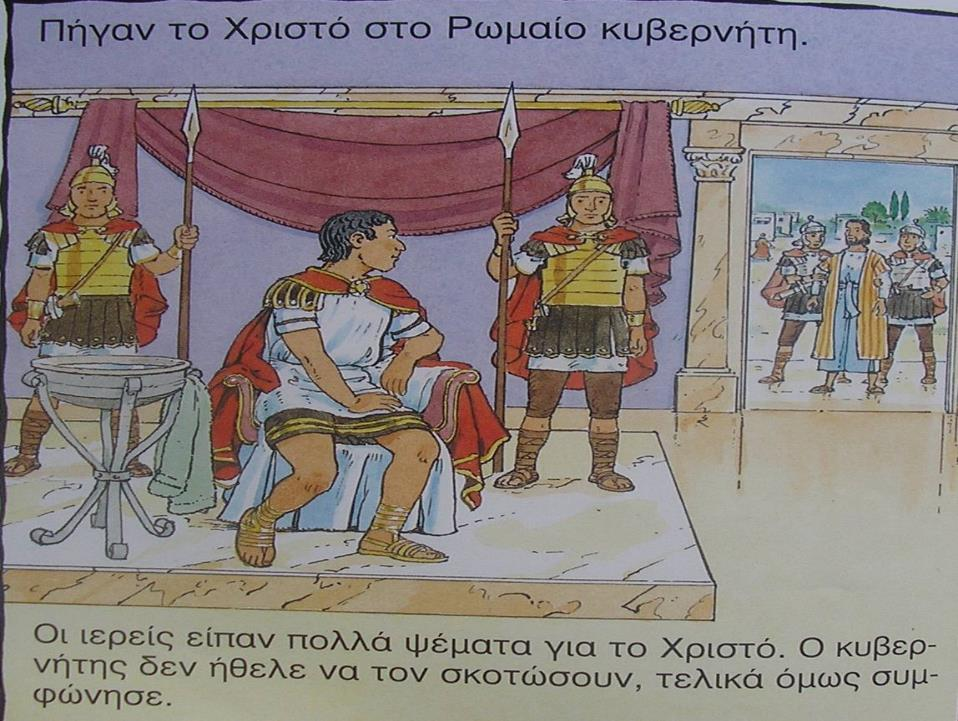 Πήγαν το Χριστό στο Ρωμαίο κυβερνήτη.
Οι ιερείς είπαν πολλά ψέματα για το Χριστό. Ο κυβερ-
νήτης δεν ήθελε να τον σκοτώσουν, τελικά όμως συμ-
φώνησε.